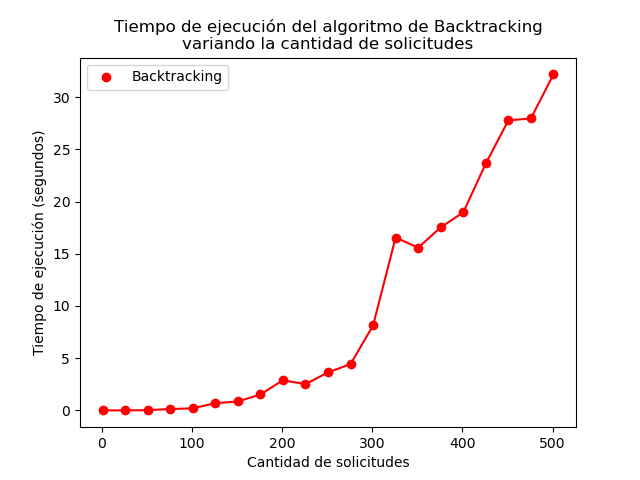 Tiempo de ejecución del algoritmo de Backtracking
variando la cantidad de solicitudes
Backtracking
Tiempo de ejecución (segundos)
30
25
20
15
10
5
0
0 100 200 300 400 500
Cantidad de solicitudes